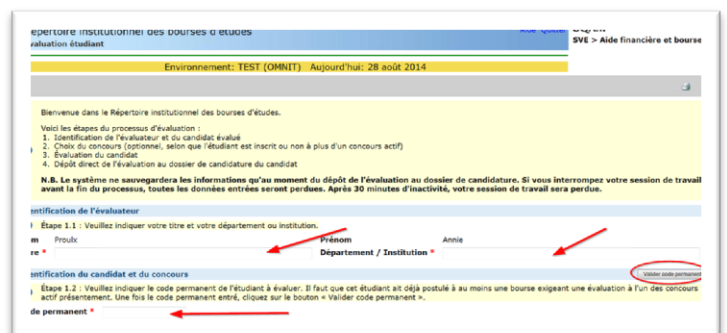 épertoire institutionnel des bourses d'études
valuation étudiant
SVE > Aide financière et bourse
Environnement: TEST (OMNIT) Aujourd'hui: 28 août 2014
Bienvenue dans le Répertoire institutionnel des bourses d'études.
Voici les étapes du processus d'évaluation :
1. Identification de l'évaluateur et du candidat évalué
2. Choix du concours (optionnel, selon que l'étudiant est inscrit ou non à plus d'un concours actif)
3. Évaluation du candidat
4. Dépôt direct de l'évaluation au dossier de candidature du candidat
N.B. Le système ne sauvegardera les informations qu'au moment du dépôt de l'évaluation au dossier de candidature. Si vous interrompez votre session de travail
avant la fin du processus, toutes les données entrées seront perdues. Après 30 minutes d'inactivité, votre session de travail sera
perdue.
entification de l'évaluateur
Étape 1.1 : Veuillez indiquer votre titre et votre département ou institution.
m Proulx Prénom Annie
re * Département / Institution *
entification du candidat et du concours
Valider code permanent
Étape 1.2 : Veuillez indiquer le code permanent de l'étudiant à évaluer. Il faut que cet étudiant ait déjà postulé à au moins une bourse exigeant une évaluation à l'un des concours
actif présentement. Une fois le code permanent entré, cliquez sur le bouton « Valider code permanent ».
de permanent *